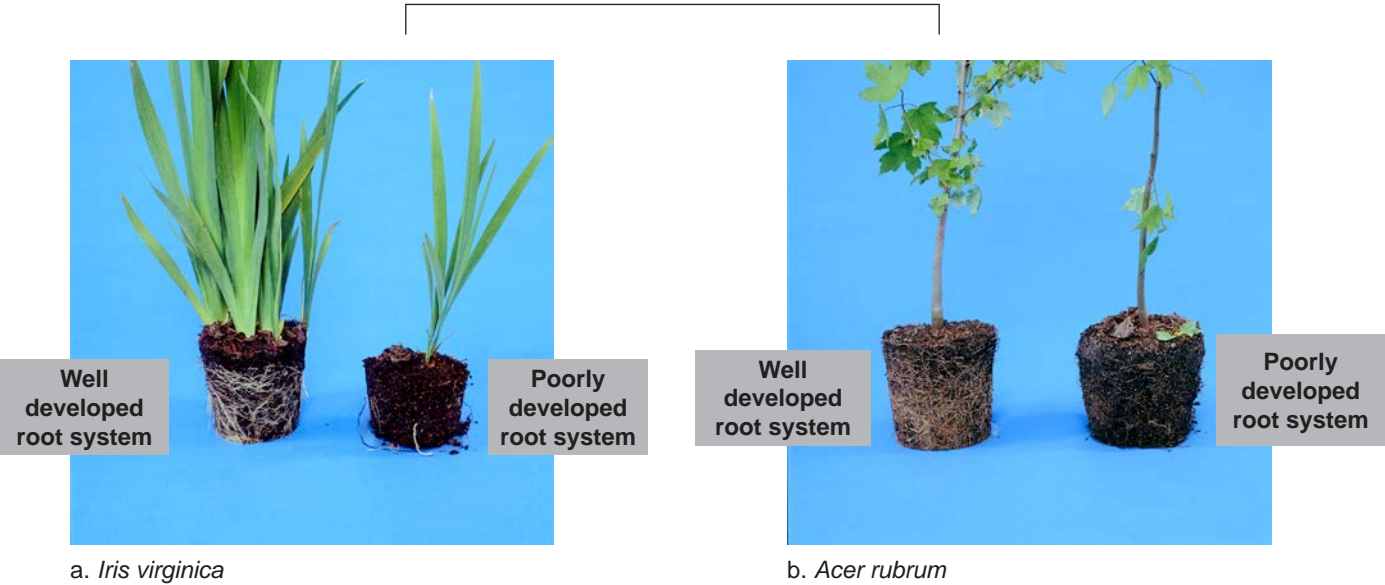 Well
developed
root system
Poorly
developed
root system
Well
developed
root system
Poorly
developed
root system
a. Iris virginica
b. Acer rubrum